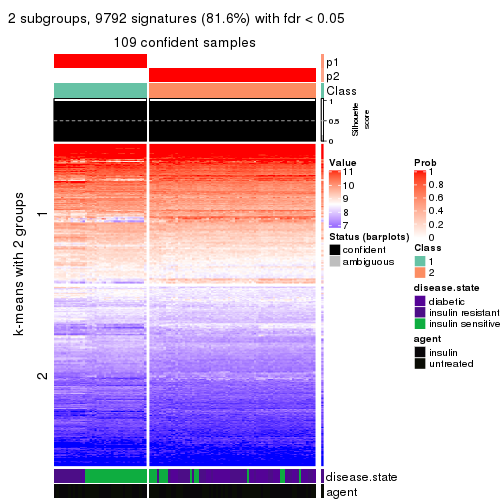 2 subgroups, 9792 signatures (81.6%) with fdr < 0.05
109 confident samples
p1
p2
Class
1
0.5
0
Silhouette
score
k-means with 2 groups
1
2
Value
11
10
9
8
7
Status (barplots)
confident
ambiguous
Prob
0.8
0.6
0.4
0.2
0
Class
1
2
disease.state
diabetic
insulin resistant
insulin sensitive
agent
insulin
untreated
disease.state
agent